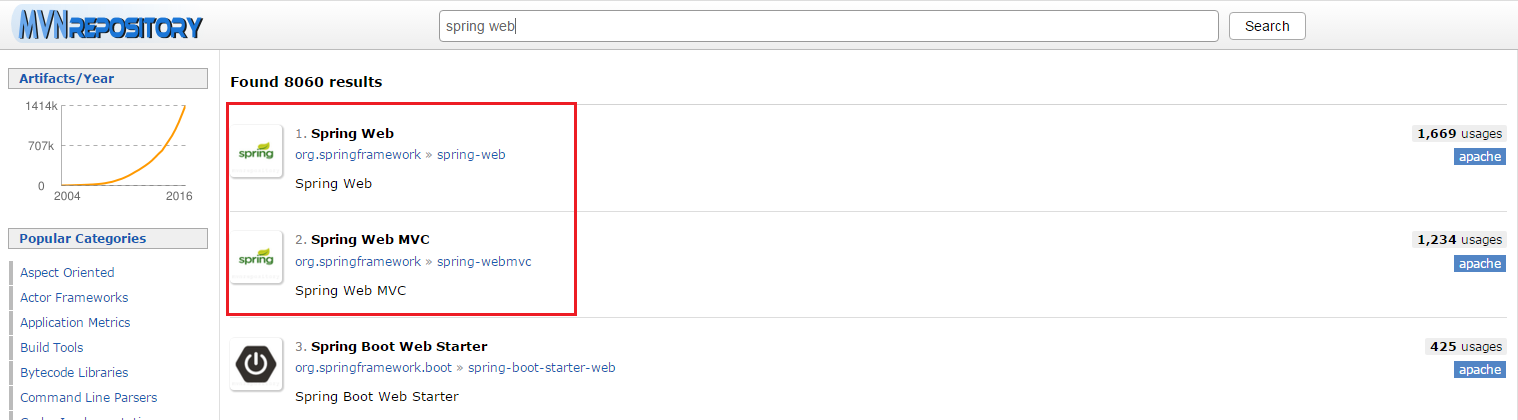 MVNREPOSITORY
spring web
Search
Artifacts/Year
1414k
707k
0
2004 2016
Popular Categories
Aspect Oriented
Actor Frameworks
Application Metrics
Build Tools
Bytecode Libraries
Command Line Parsers
Found 8060 results
spring
1. Spring Web
1,669 usages
org.springframework » spring-web
apache
Spring Web
spring
2. Spring Web MVC
1,234 usages
org.springframework » spring-webmvc
apache
Spring Web MVC
3. Spring Boot Web Starter
425 usages
org.springframework.boot » spring-boot-starter-web
apache
Spring Boot Web Starter